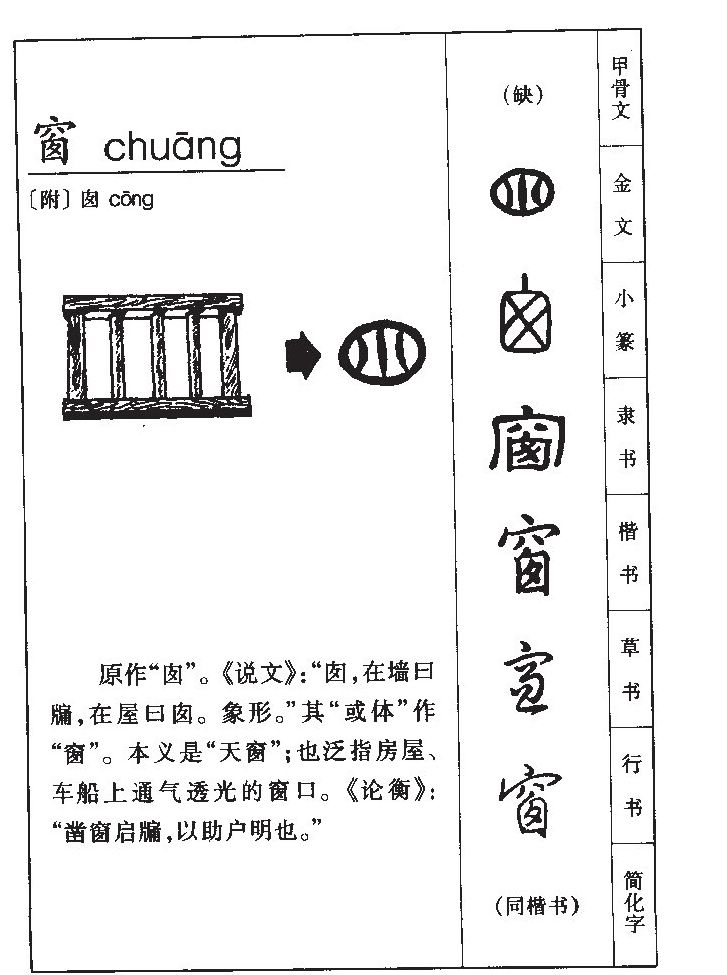 窗 chuāng
〔附〕囱 cōng
原作“囱”。《说文》：“囱，在墙曰
牖，在屋曰囱。象形。”其“或体”作
“窗”。本义是“天窗”；也泛指房屋、
车船上通气透光的窗口。《论衡》：
“凿窗启牖，以助户明也。”
（缺）
甲骨文
金文
小篆
窗
隶书
窗
楷书
窗
草书
窗
行书
（同楷书）
简化字